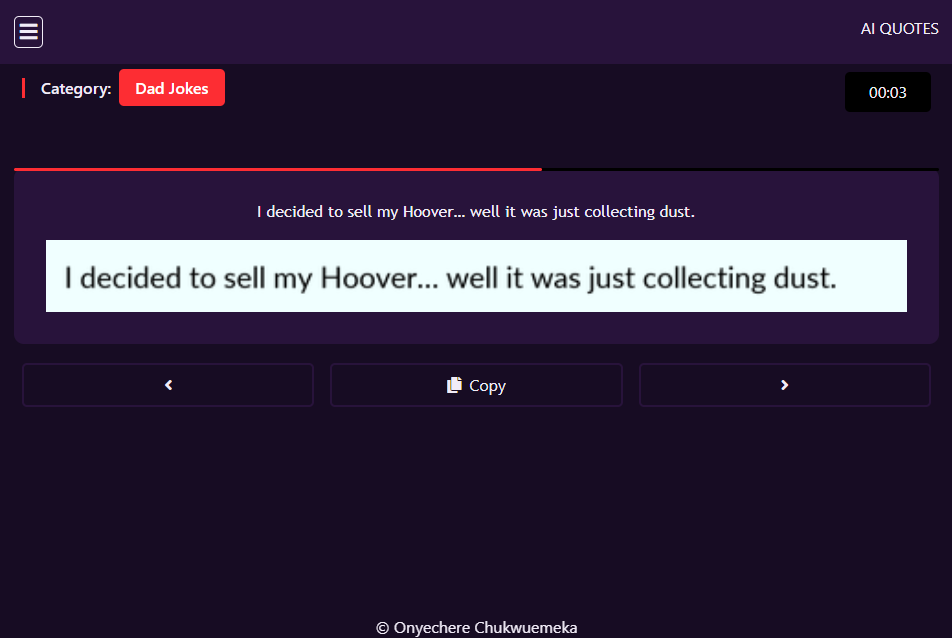 AI QUOTES
Category: Dad Jokes
00:03
I decided to sell my Hoover... well it was just collecting dust.
I decided to sell my Hoover... well it was just collecting dust.
Copy
© Onyechere Chukwuemeka